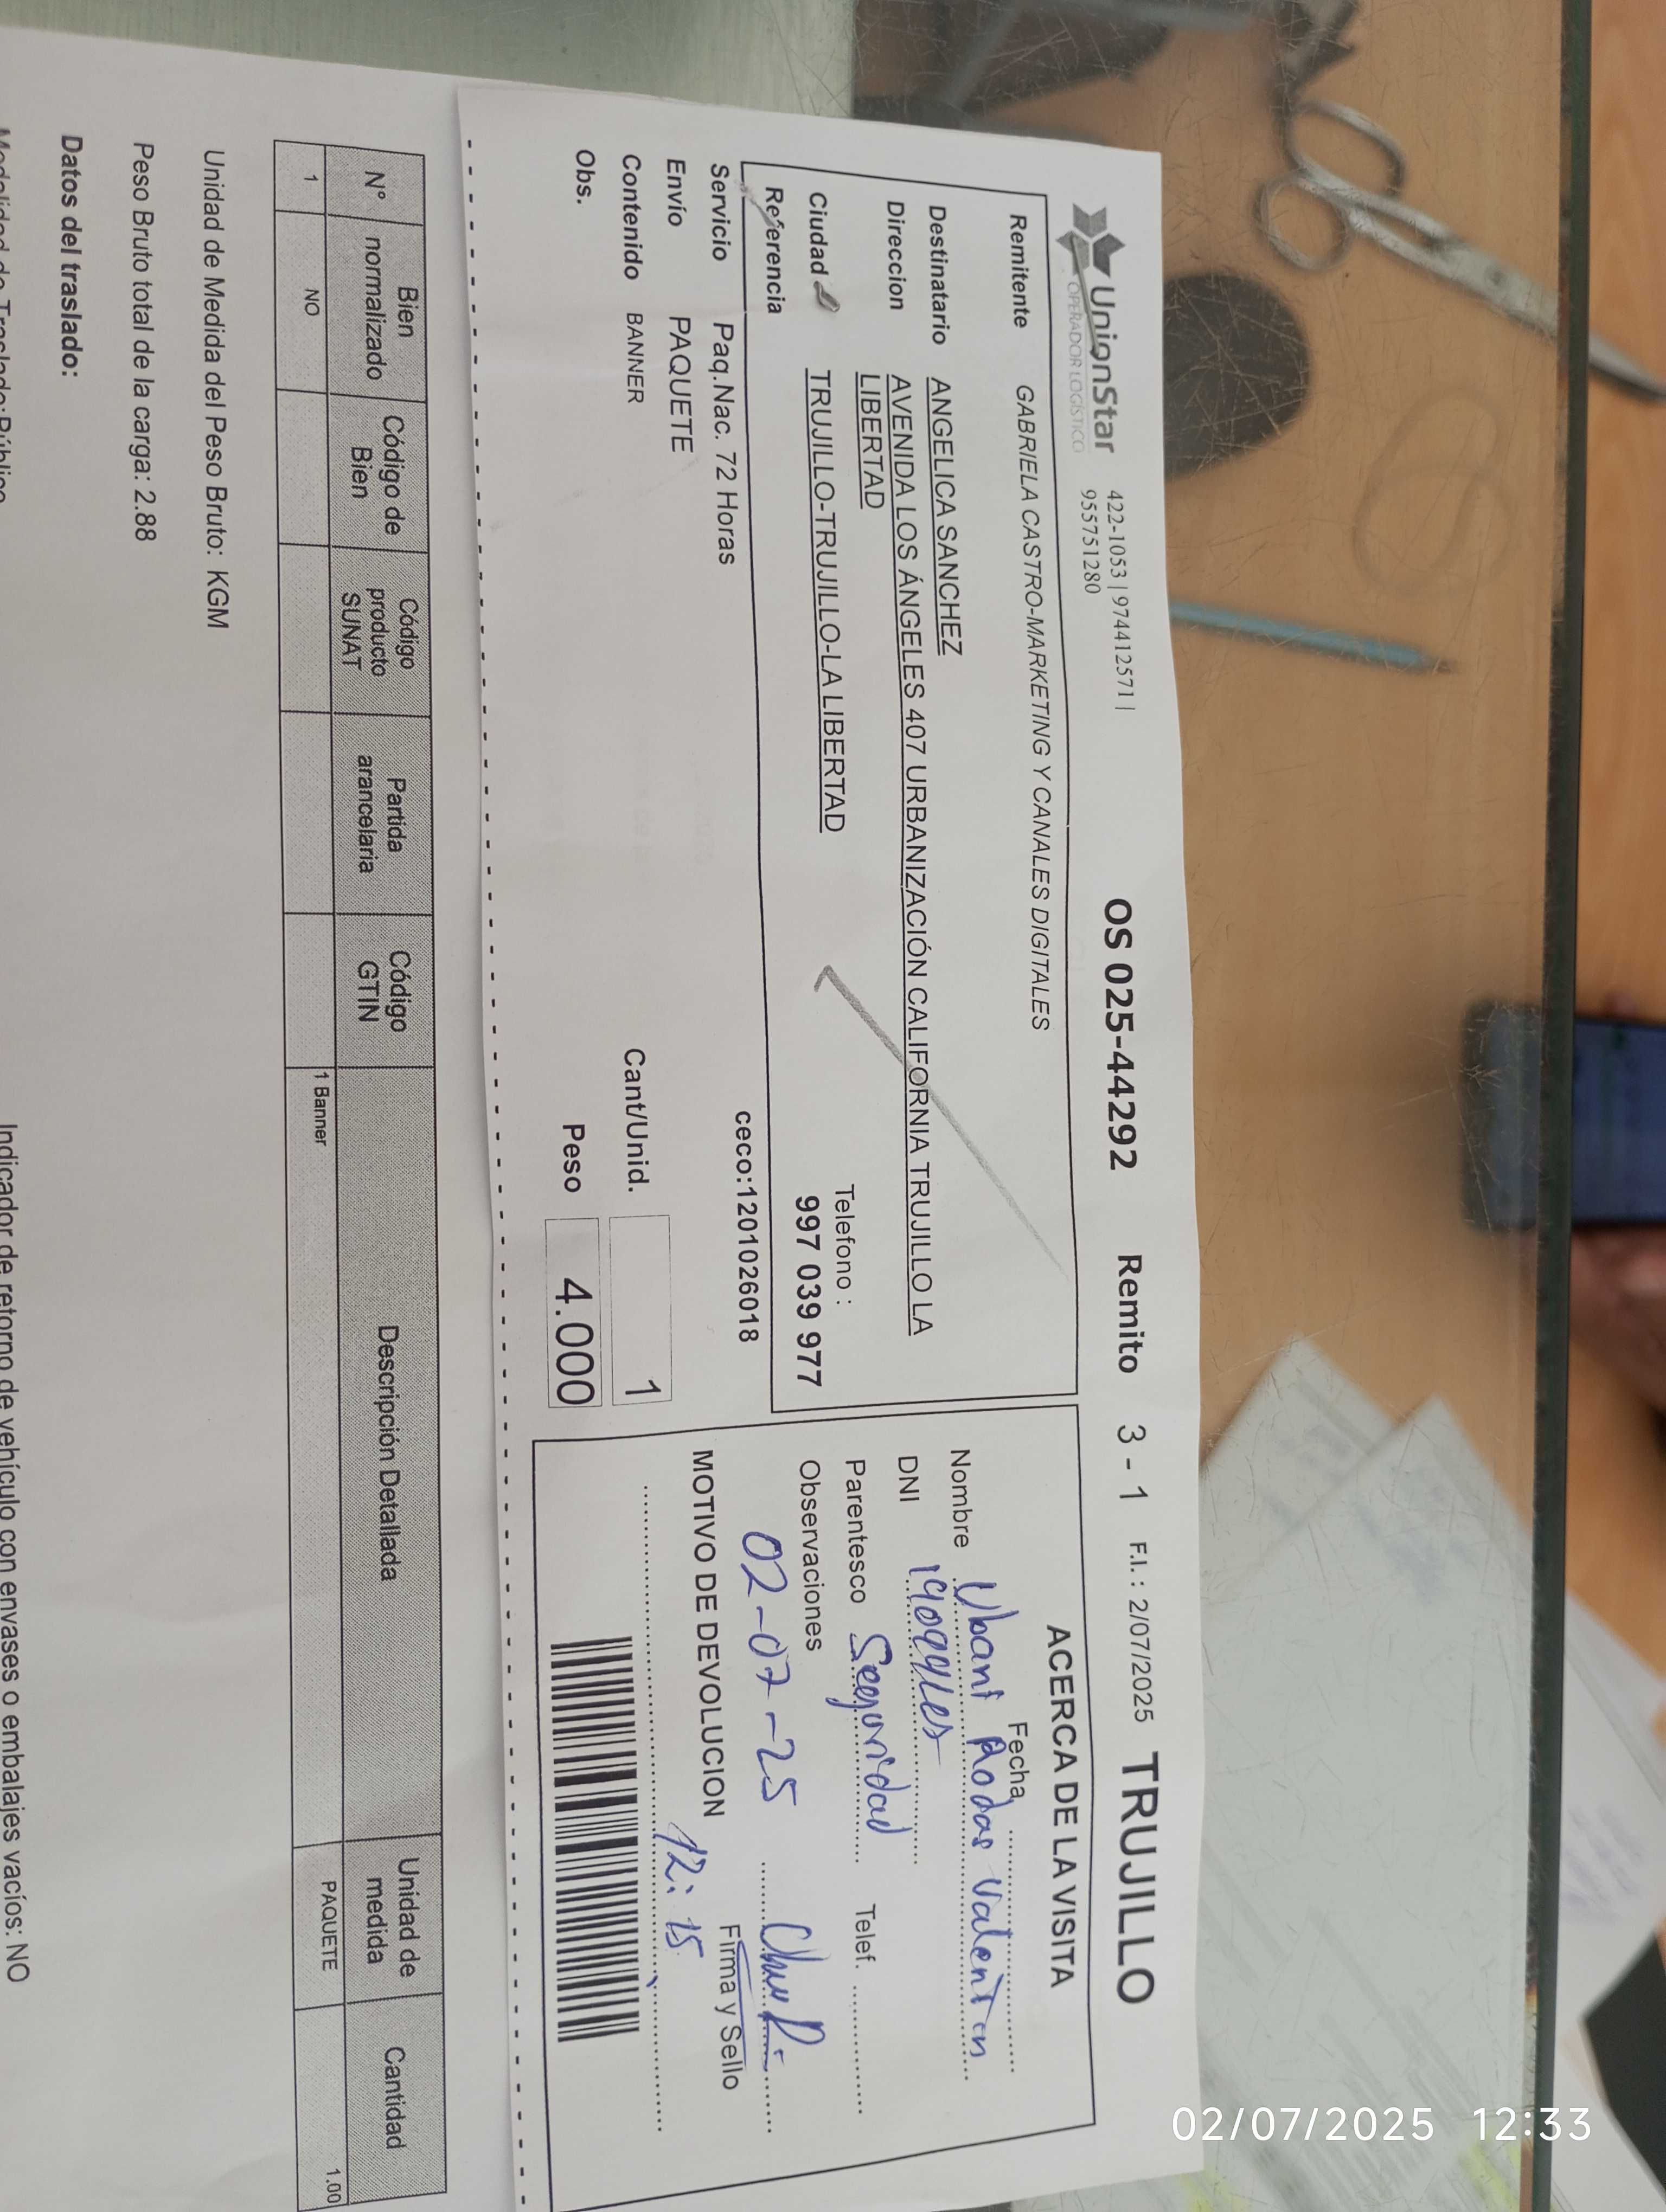 UnionStar
OPERADOR LOGÍSTICO
422-1053 | 974412571 |
955751280
OS 025-44292 Remito 3 - 1 F.I. : 2/07/2025 TRUJILLO
Remitente GABRIELA CASTRO-MARKETING Y CANALES DIGITALES
Destinatario ANGELICA SANCHEZ
Direccion AVENIDA LOS ÁNGELES 407 URBANIZACIÓN CALIFORNIA TRUJILLO LA
LIBERTAD
Ciudad TRUJILLO-TRUJILLO-LA LIBERTAD
Telefono :
Referencia 997 039 977
Servicio Paq.Nac. 72 Horas ceco:1201026018
Envío PAQUETE
Contenido BANNER Cant/Unid. 1
Obs. Peso 4.000
ACERCA DE LA VISITA
Fecha
Nombre Ubant Rodas Valentin
DNI
Parentesco Seguridad Telef.
Observaciones
02-07-25
Firma y Sello
MOTIVO DE DEVOLUCION
12:15
N° Bien normalizado Código de Bien Código producto SUNAT Partida arancelaria Código GTIN Descripción Detallada Unidad de medida Cantidad
1 NO 1 Banner PAQUETE 1.00
Unidad de Medida del Peso Bruto: KGM
Peso Bruto total de la carga: 2.88
Datos del traslado:
Modalidad de Traslado:Público
Indicador de retorno de vehículo con envases o embalajes vacíos: NO
02/07/2025 12:33